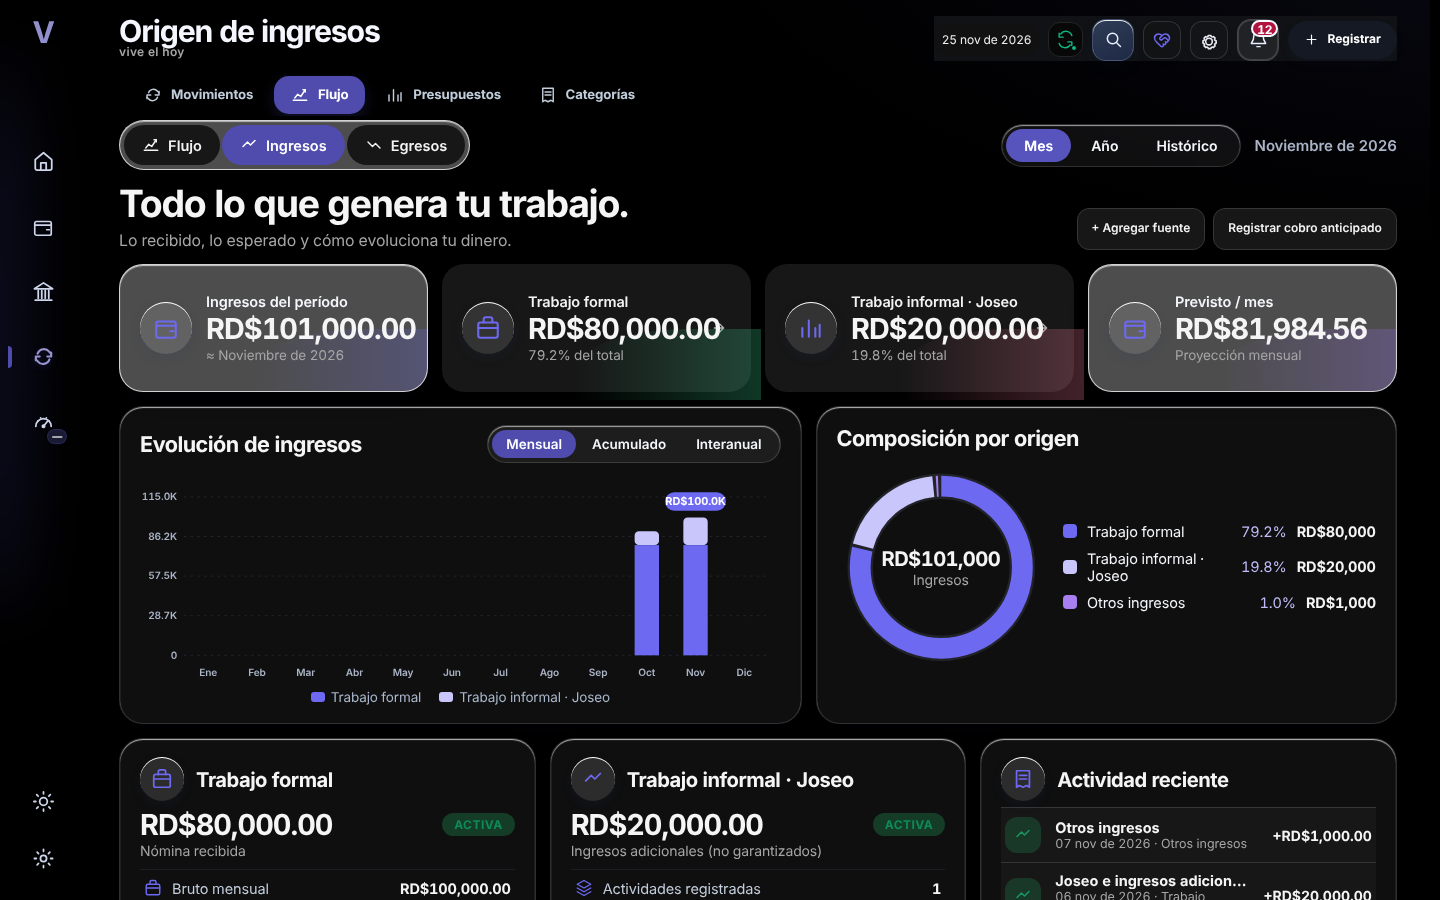 V
Origen de ingresos
vive el hoy
25 nov de 2026
12
+ Registrar
Movimientos
Flujo
Presupuestos
Categorías
Flujo
Ingresos
Egresos
Mes
Año
Histórico
Noviembre de 2026
Todo lo que genera tu trabajo.
Lo recibido, lo esperado y cómo evoluciona tu dinero.
+ Agregar fuente
Registrar cobro anticipado
Ingresos del período
RD$101,000.00
≈ Noviembre de 2026
Trabajo formal
RD$80,000.00
79.2% del total
Trabajo informal · Joseo
RD$20,000.00
19.8% del total
Previsto / mes
RD$81,984.56
Proyección mensual
Evolución de ingresos
Mensual
Acumulado
Interanual
115.0K
86.2K
57.5K
28.7K
0
RD$100.0K
Ene
Feb
Mar
Abr
May
Jun
Jul
Ago
Sep
Oct
Nov
Dic
Trabajo formal
Trabajo informal · Joseo
Composición por origen
RD$101,000
Ingresos
Trabajo formal 79.2% RD$80,000
Trabajo informal ·
Joseo 19.8% RD$20,000
Otros ingresos 1.0% RD$1,000
Trabajo formal
RD$80,000.00
ACTIVA
Nómina recibida
Bruto mensual RD$100,000.00
Trabajo informal · Joseo
RD$20,000.00
ACTIVA
Ingresos adicionales (no garantizados)
Actividades registradas 1
Actividad reciente
Otros ingresos
07 nov de 2026 · Otros ingresos
+RD$1,000.00
Joseo e ingresos adicion...
06 nov de 2026 · Trabajo
+RD$20,000.00